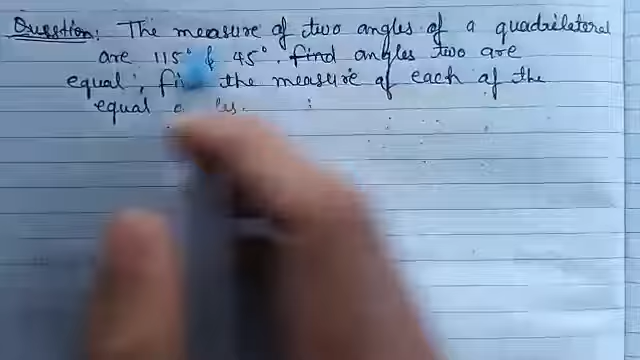 Question: The measure of two angles of a quadrilateral
are 115° & 45°. find angles two are
equal, the measure of each of the
equal